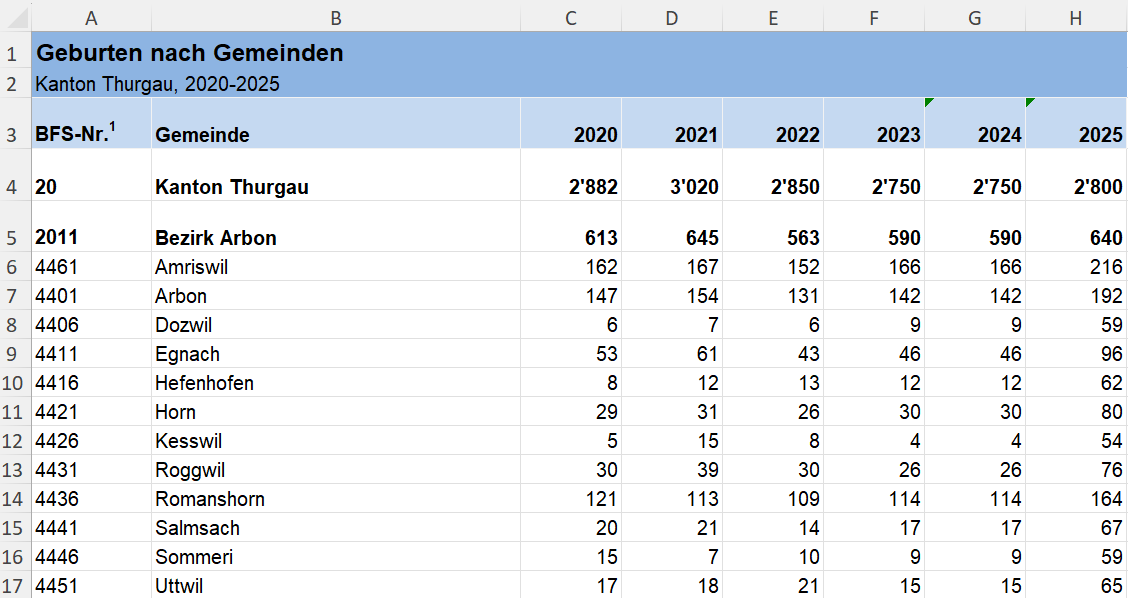 A B C D E F G H
1 Geburten nach Gemeinden
2 Kanton Thurgau, 2020-2025
3 BFS-Nr.1 Gemeinde 2020 2021 2022 2023 2024 2025
4 20 Kanton Thurgau 2'882 3'020 2'850 2'750 2'750 2'800
5 2011 Bezirk Arbon 613 645 563 590 590 640
6 4461 Amriswil 162 167 152 166 166 216
7 4401 Arbon 147 154 131 142 142 192
8 4406 Dozwil 6 7 6 9 9 59
9 4411 Egnach 53 61 43 46 46 96
10 4416 Hefenhofen 8 12 13 12 12 62
11 4421 Horn 29 31 26 30 30 80
12 4426 Kesswil 5 15 8 4 4 54
13 4431 Roggwil 30 39 30 26 26 76
14 4436 Romanshorn 121 113 109 114 114 164
15 4441 Salmsach 20 21 14 17 17 67
16 4446 Sommeri 15 7 10 9 9 59
17 4451 Uttwil 17 18 21 15 15 65